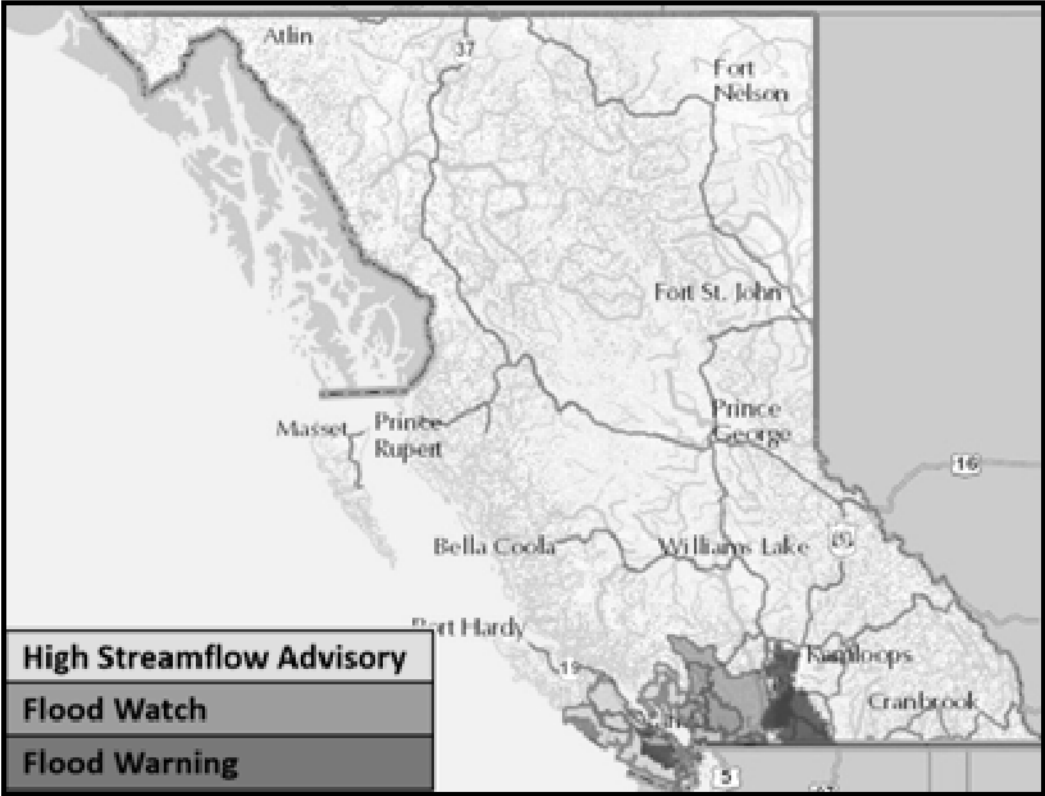 Atlin
37
Fort
Nelson
Fort St. John
Prince
George
Masset
Prince
Rupert
16
Bella Coola
Williams Lake
Port Hardy
19
Kamloops
Cranbrook
High Streamflow Advisory
Flood Watch
Flood Warning
5